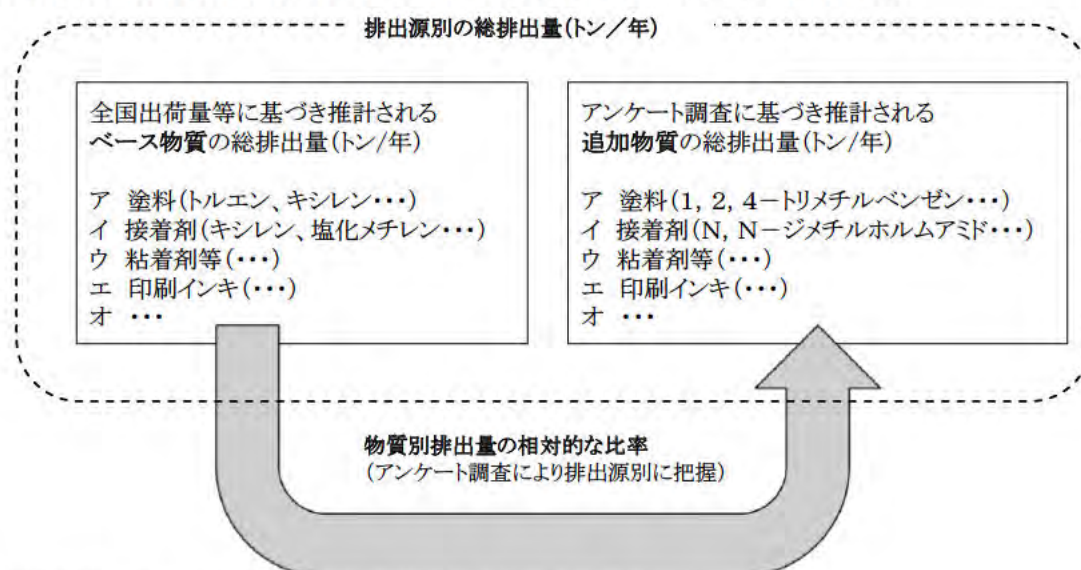 排出源別の総排出量(トン/年)
全国出荷量等に基づき推計される
ベース物質の総排出量(トン/年)
ア 塗料(トルエン、キシレン・・・)
イ 接着剤(キシレン、塩化メチレン・・・)
ウ 粘着剤等(・・・)
エ 印刷インキ(・・・)
オ ・・・
アンケート調査に基づき推計される
追加物質の総排出量(トン/年)
ア 塗料(1, 2, 4-トリメチルベンゼン・・・)
イ 接着剤(N, N-ジメチルホルムアミド・・・)
ウ 粘着剤等(・・・)
エ 印刷インキ(・・・)
オ ・・・
物質別排出量の相対的な比率
(アンケート調査により排出源別に把握)